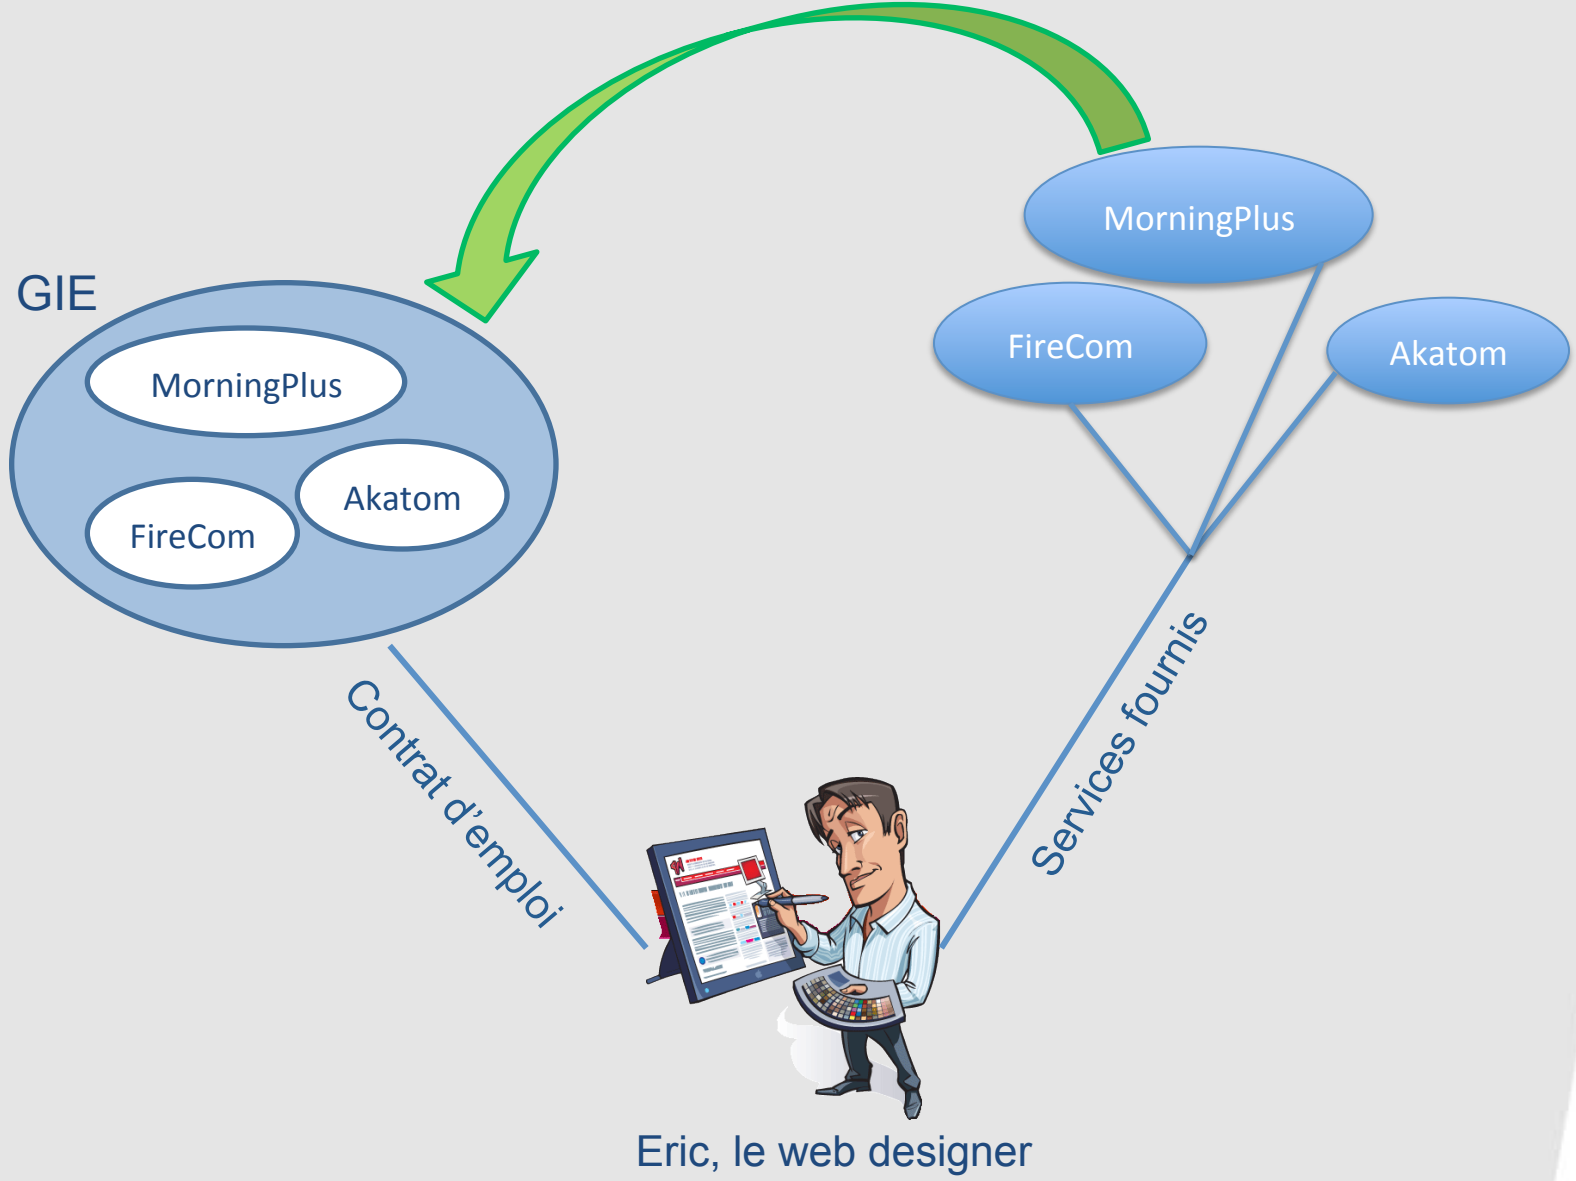 MorningPlus
FireCom
Akatom
GIE
MorningPlus
Akatom
FireCom
Contrat d’emploi
Services fournis
Eric, le web designer